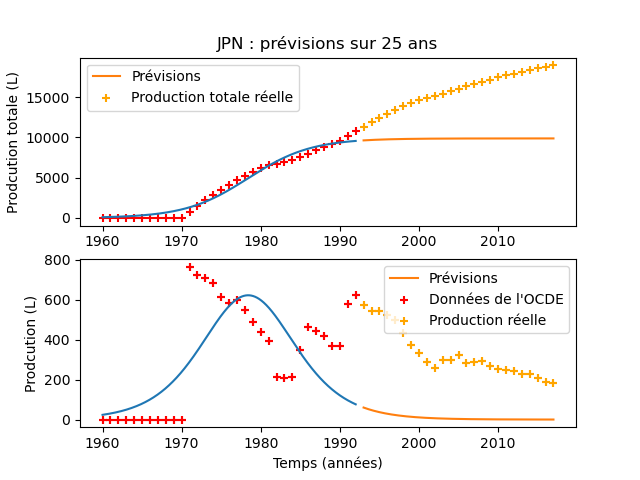 JPN : prévisions sur 25 ans
Prodcution totale (L)
15000
10000
5000
0
Prévisions
Production totale réelle
1960 1970 1980 1990 2000 2010
Prodcution (L)
800
600
400
200
0
Prévisions
Données de l'OCDE
Production réelle
1960 1970 1980 1990 2000 2010
Temps (années)